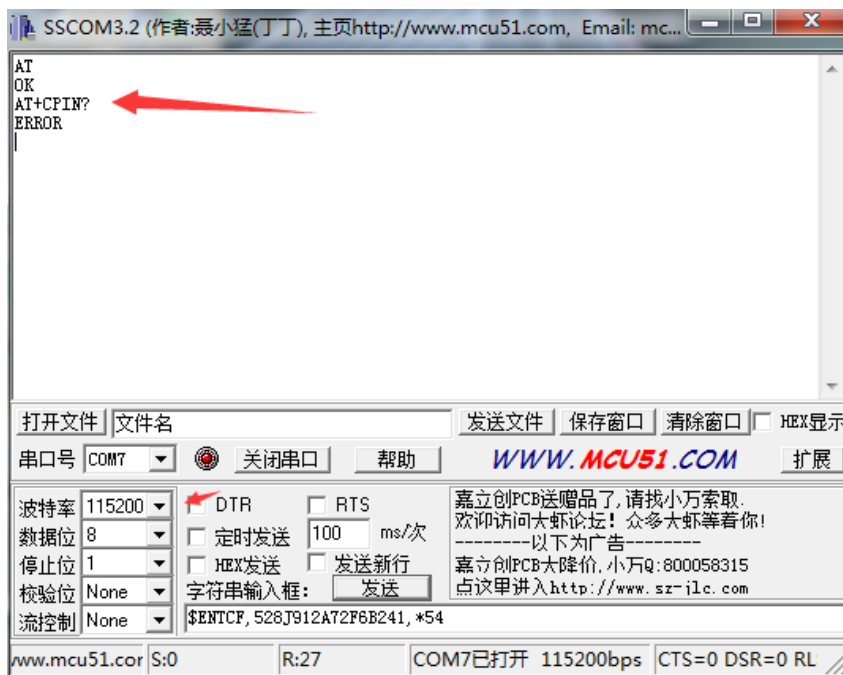 SSCOM3.2 (作者:聂小猛(丁丁), 主页http://www.mcu51.com, Email: mc...
AT
OK
AT+CPIN?
ERROR
打开文件 文件名 发送文件 保存窗口 清除窗口 HEX显示
串口号 COM7 关闭串口 帮助 WWW.MCU51.COM 扩展
波特率 115200 DTR RTS
数据位 8 定时发送 100 ms/次
停止位 1 HEX发送 发送新行
校验位 None 字符串输入框: 发送
流控制 None $ENTCF,528J912A72F6B241,*54
嘉立创PCB送赠品了,请找小万索取.
欢迎访问大虾论坛! 众多大虾等着你!
--------以下为广告--------
嘉立创PCB大降价,小万Q:800058315
点这里进入http://www.sz-jlc.com
www.mcu51.cor S:0 R:27 COM7已打开 115200bps CTS=0 DSR=0 RL